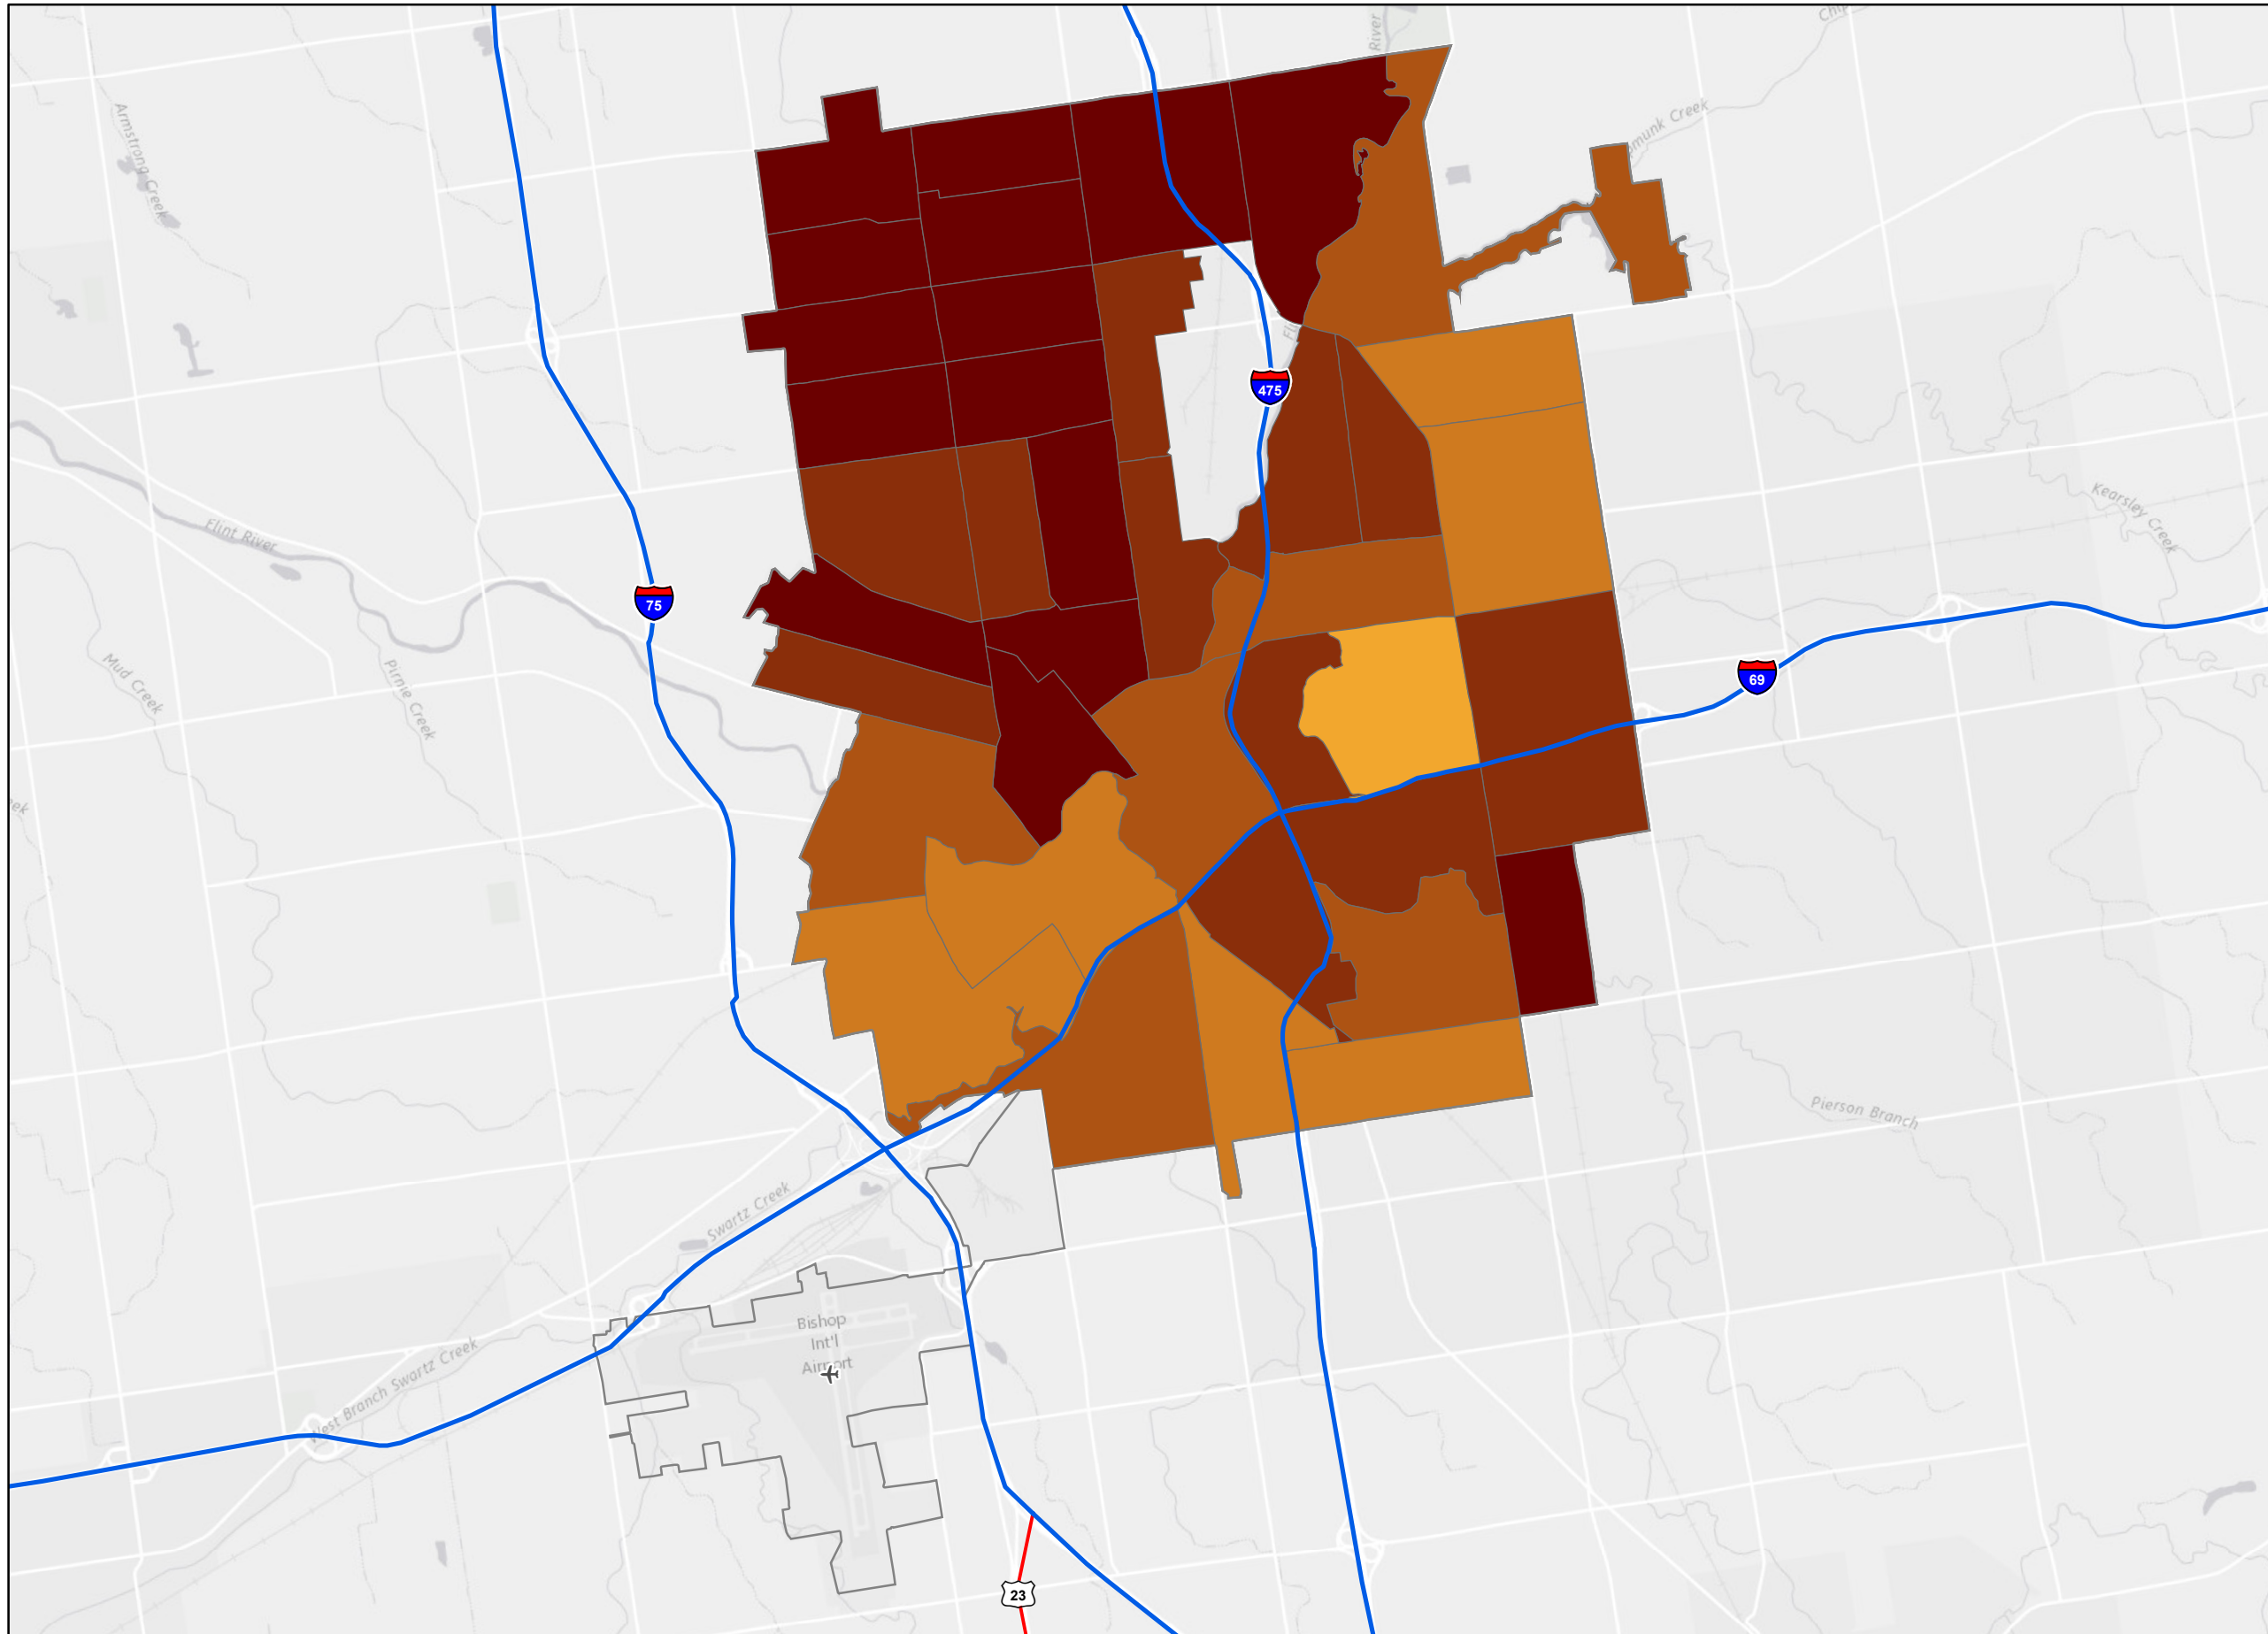 River
Armstrong Creek
475
Flint River
Kearsley Creek
75
Mud Creek
Pirnie Creek
69
Pierson Branch
Swartz Creek
Bishop
Int'l
Airport
West Branch Swartz Creek
23